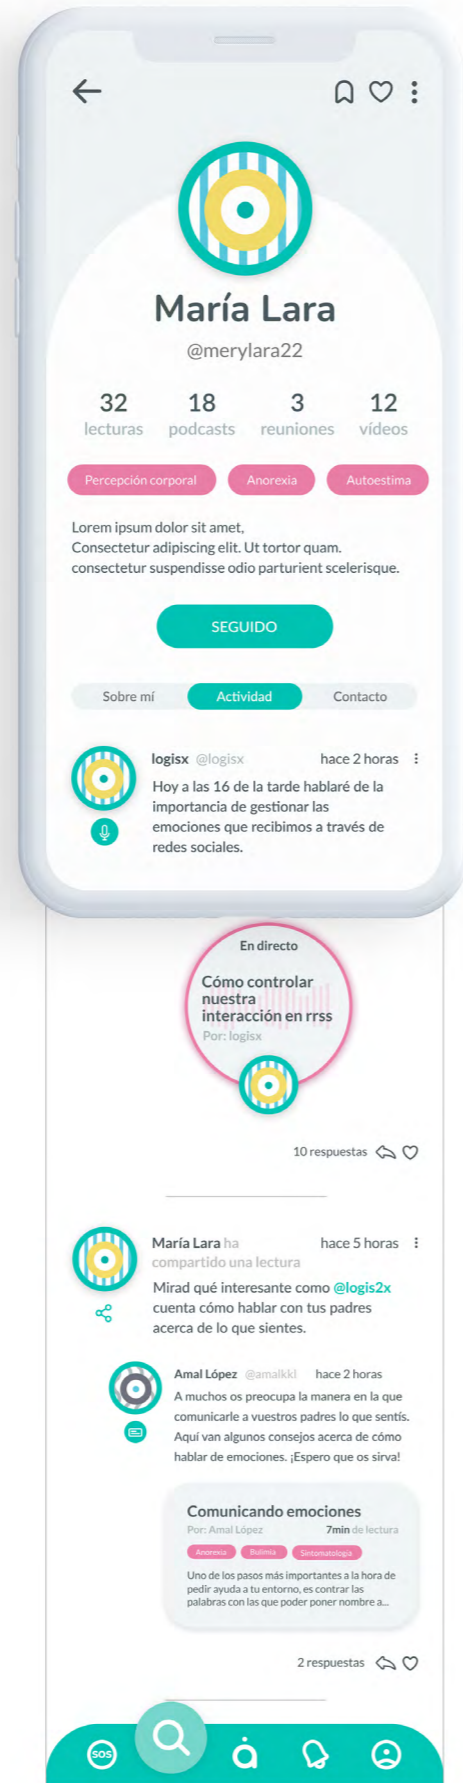 María Lara
@merylara22
32 18 3 12
lecturas podcasts reuniones vídeos
Percepción corporal Anorexia Autoestima
Lorem ipsum dolor sit amet,
Consectetur adipiscing elit. Ut tortor quam.
consectetur suspendisse odio parturient scelerisque.
SEGUIDO
Sobre mí Actividad Contacto
logisx @logisx hace 2 horas
Hoy a las 16 de la tarde hablaré de la
importancia de gestionar las
emociones que recibimos a través de
redes sociales.
En directo
Cómo controlar
nuestra
interacción en rrss
Por: logisx
10 respuestas
María Lara ha hace 5 horas
compartido una lectura
Mirad qué interesante como @logis2x
cuenta cómo hablar con tus padres
acerca de lo que sientes.
Amal López @amalkkl hace 2 horas
A muchos os preocupa la manera en la que
comunicarle a vuestros padres lo que sentís.
Aquí van algunos consejos acerca de cómo
hablar de emociones. ¡Espero que os sirva!
Comunicando emociones
Por: Amal López 7min de lectura
Anorexia Bulimia Sintomatología
Uno de los pasos más importantes a la hora de
pedir ayuda a tu entorno, es contrar las
palabras con las que poder poner nombre a...
2 respuestas
SOS